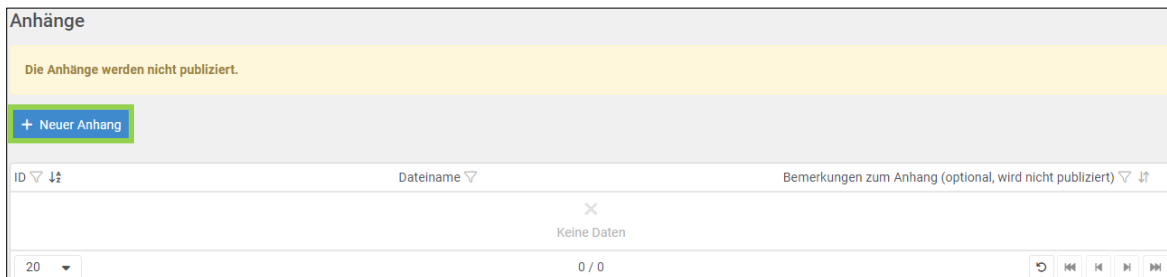 Anhänge
Die Anhänge werden nicht publiziert.
+ Neuer Anhang
ID Dateiname Bemerkungen zum Anhang (optional, wird nicht publiziert)
Keine Daten
20 0 / 0